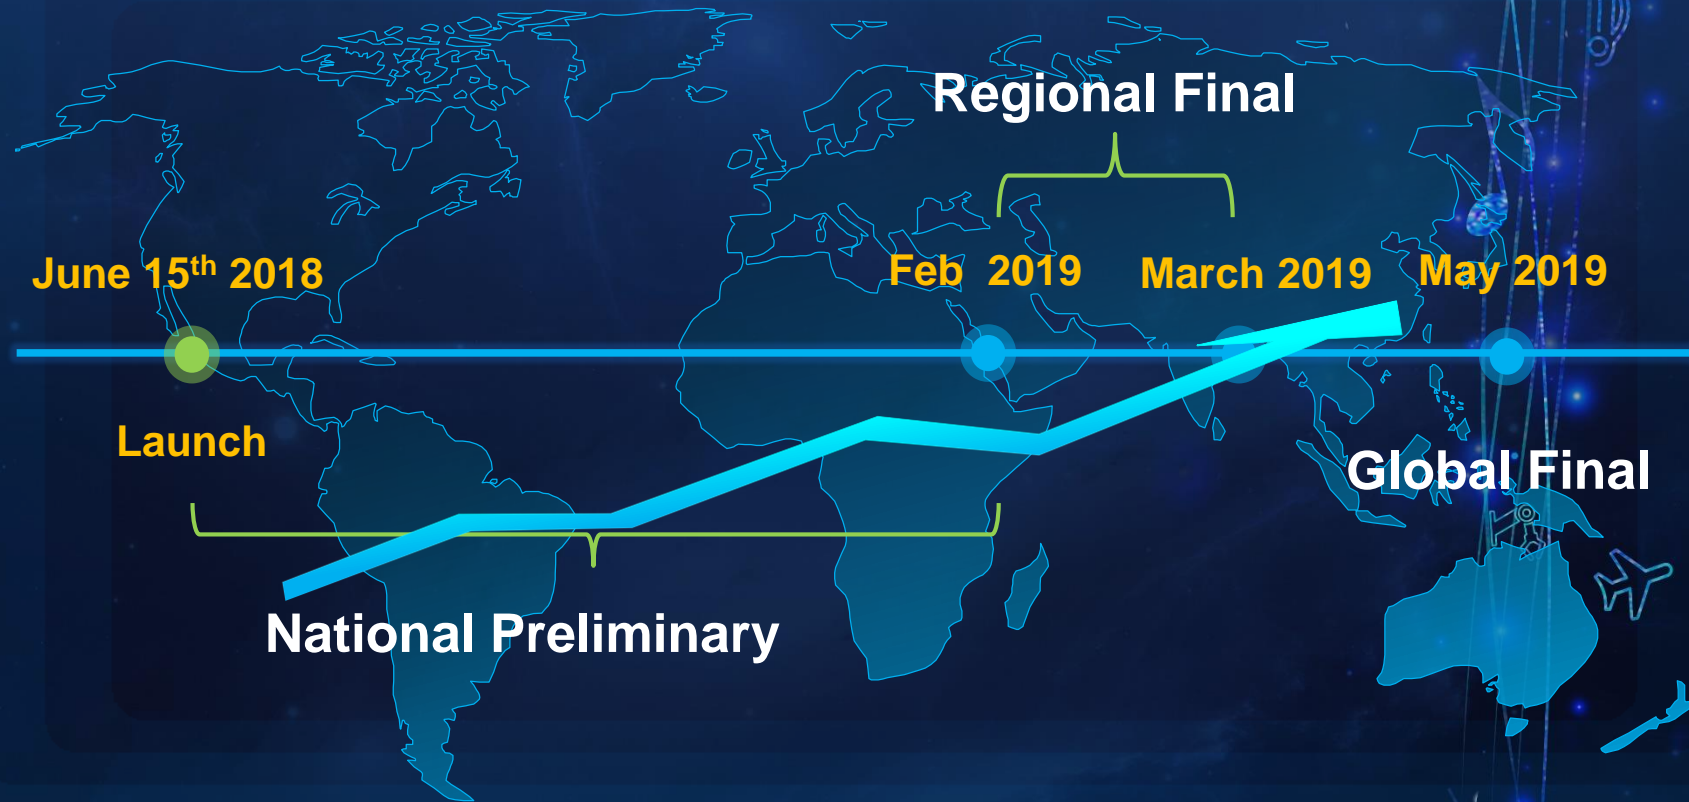 Regional Final
June 15th 2018
Feb 2019
March 2019
May 2019
Launch
Global Final
National Preliminary